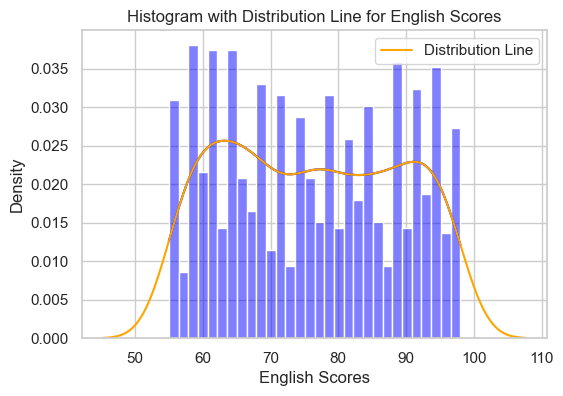 Histogram with Distribution Line for English Scores
Distribution Line
Density
0.035
0.030
0.025
0.020
0.015
0.010
0.005
0.000
50 60 70 80 90 100 110
English Scores